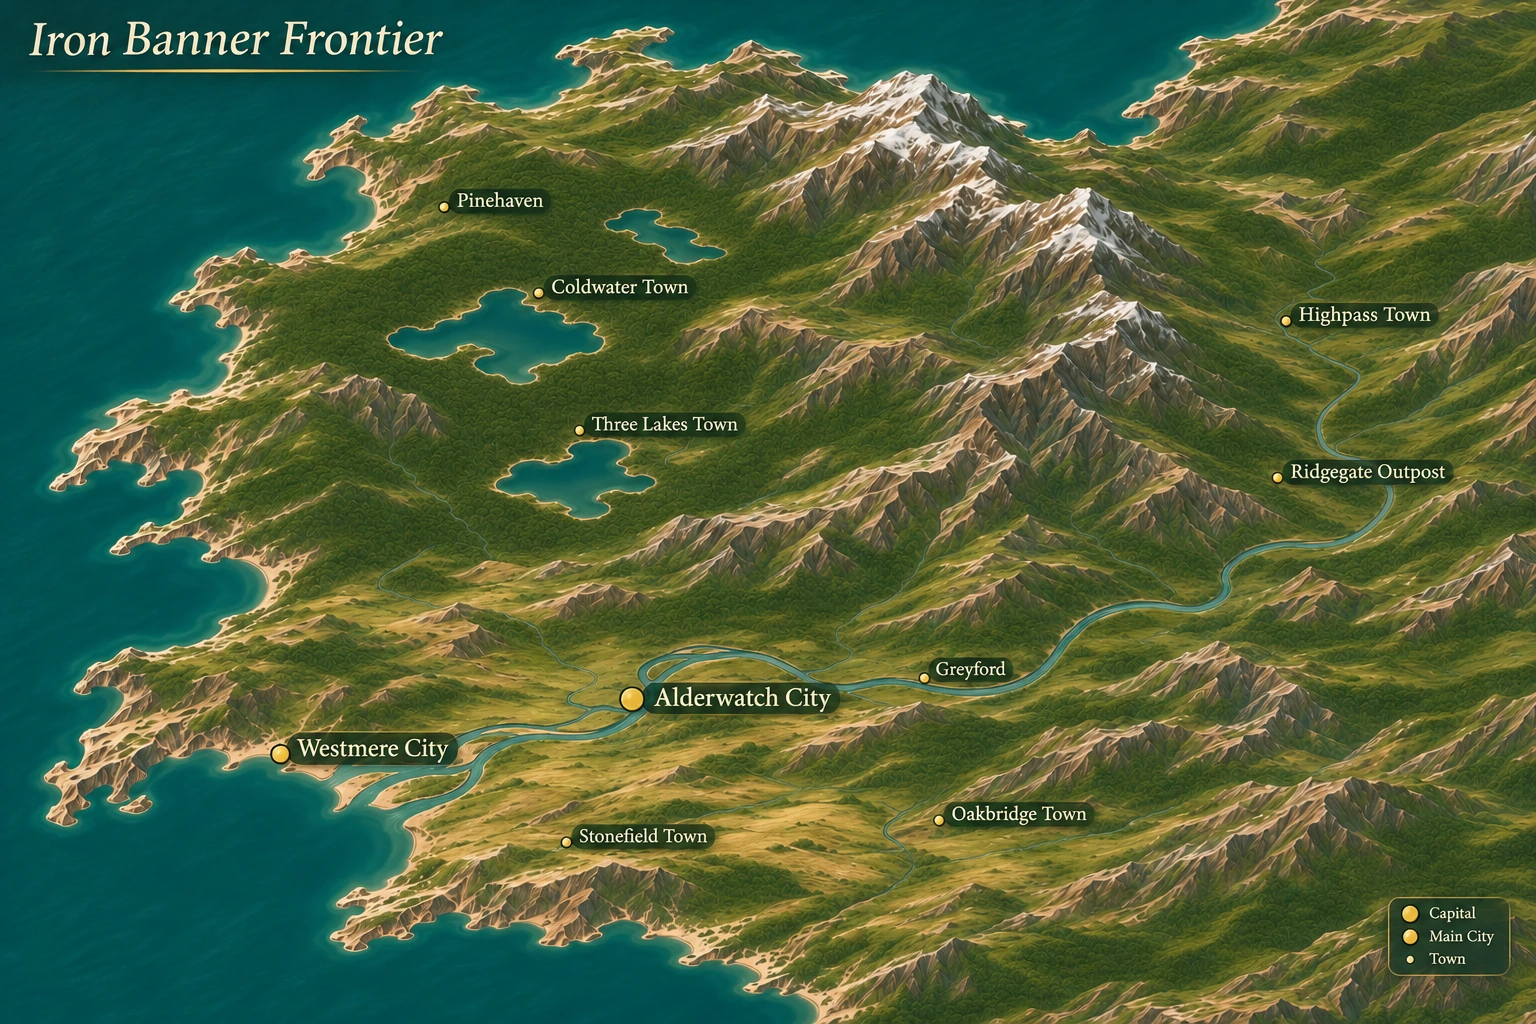 Iron Banner Frontier
Pinehaven
Coldwater Town
Highpass Town
Three Lakes Town
Ridgegate Outpost
Greyford
Alderwatch City
Westmere City
Oakbridge Town
Stonefield Town
Capital
Main City
Town